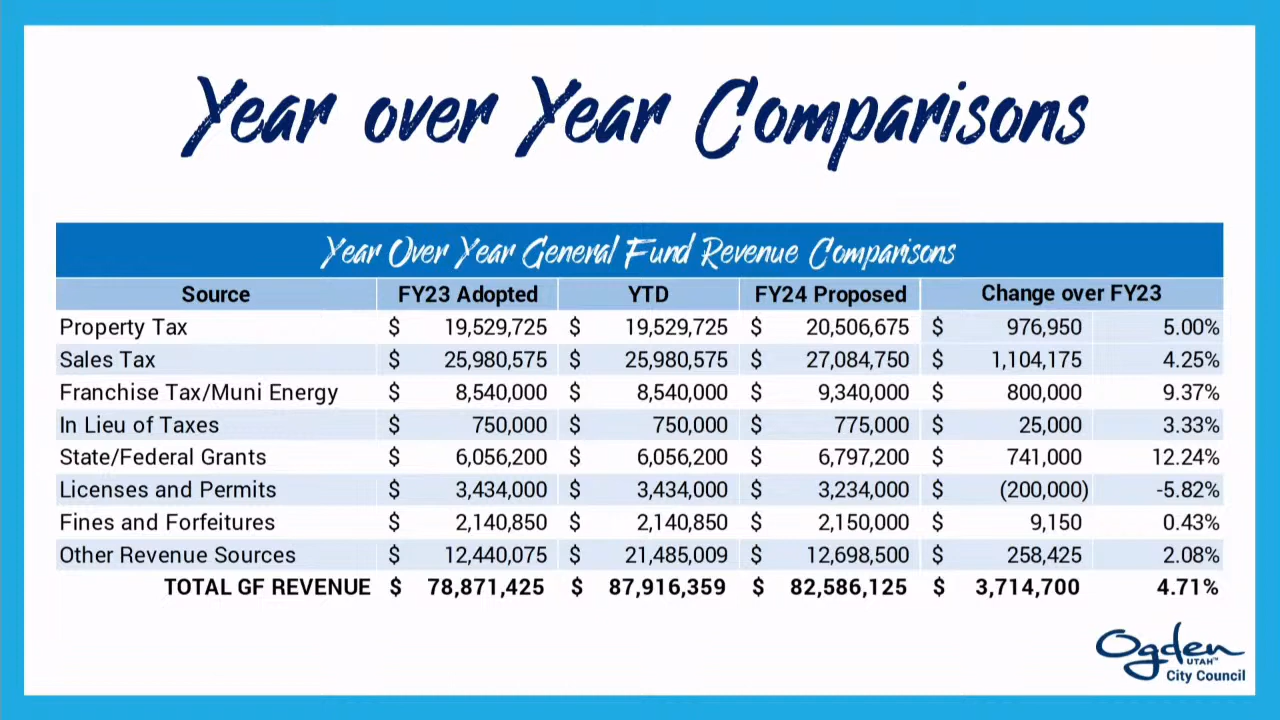 Year over Year Comparisons
Year Over Year General Fund Revenue Comparisons
Source FY23 Adopted YTD FY24 Proposed Change over FY23
Property Tax $ 19,529,725 $ 19,529,725 $ 20,506,675 $ 976,950 5.00%
Sales Tax $ 25,980,575 $ 25,980,575 $ 27,084,750 $ 1,104,175 4.25%
Franchise Tax/Muni Energy $ 8,540,000 $ 8,540,000 $ 9,340,000 $ 800,000 9.37%
In Lieu of Taxes $ 750,000 $ 750,000 $ 775,000 $ 25,000 3.33%
State/Federal Grants $ 6,056,200 $ 6,056,200 $ 6,797,200 $ 741,000 12.24%
Licenses and Permits $ 3,434,000 $ 3,434,000 $ 3,234,000 $ (200,000) -5.82%
Fines and Forfeitures $ 2,140,850 $ 2,140,850 $ 2,150,000 $ 9,150 0.43%
Other Revenue Sources $ 12,440,075 $ 21,485,009 $ 12,698,500 $ 258,425 2.08%
TOTAL GF REVENUE $ 78,871,425 $ 87,916,359 $ 82,586,125 $ 3,714,700 4.71%
Ogden
UTAH™
City Council